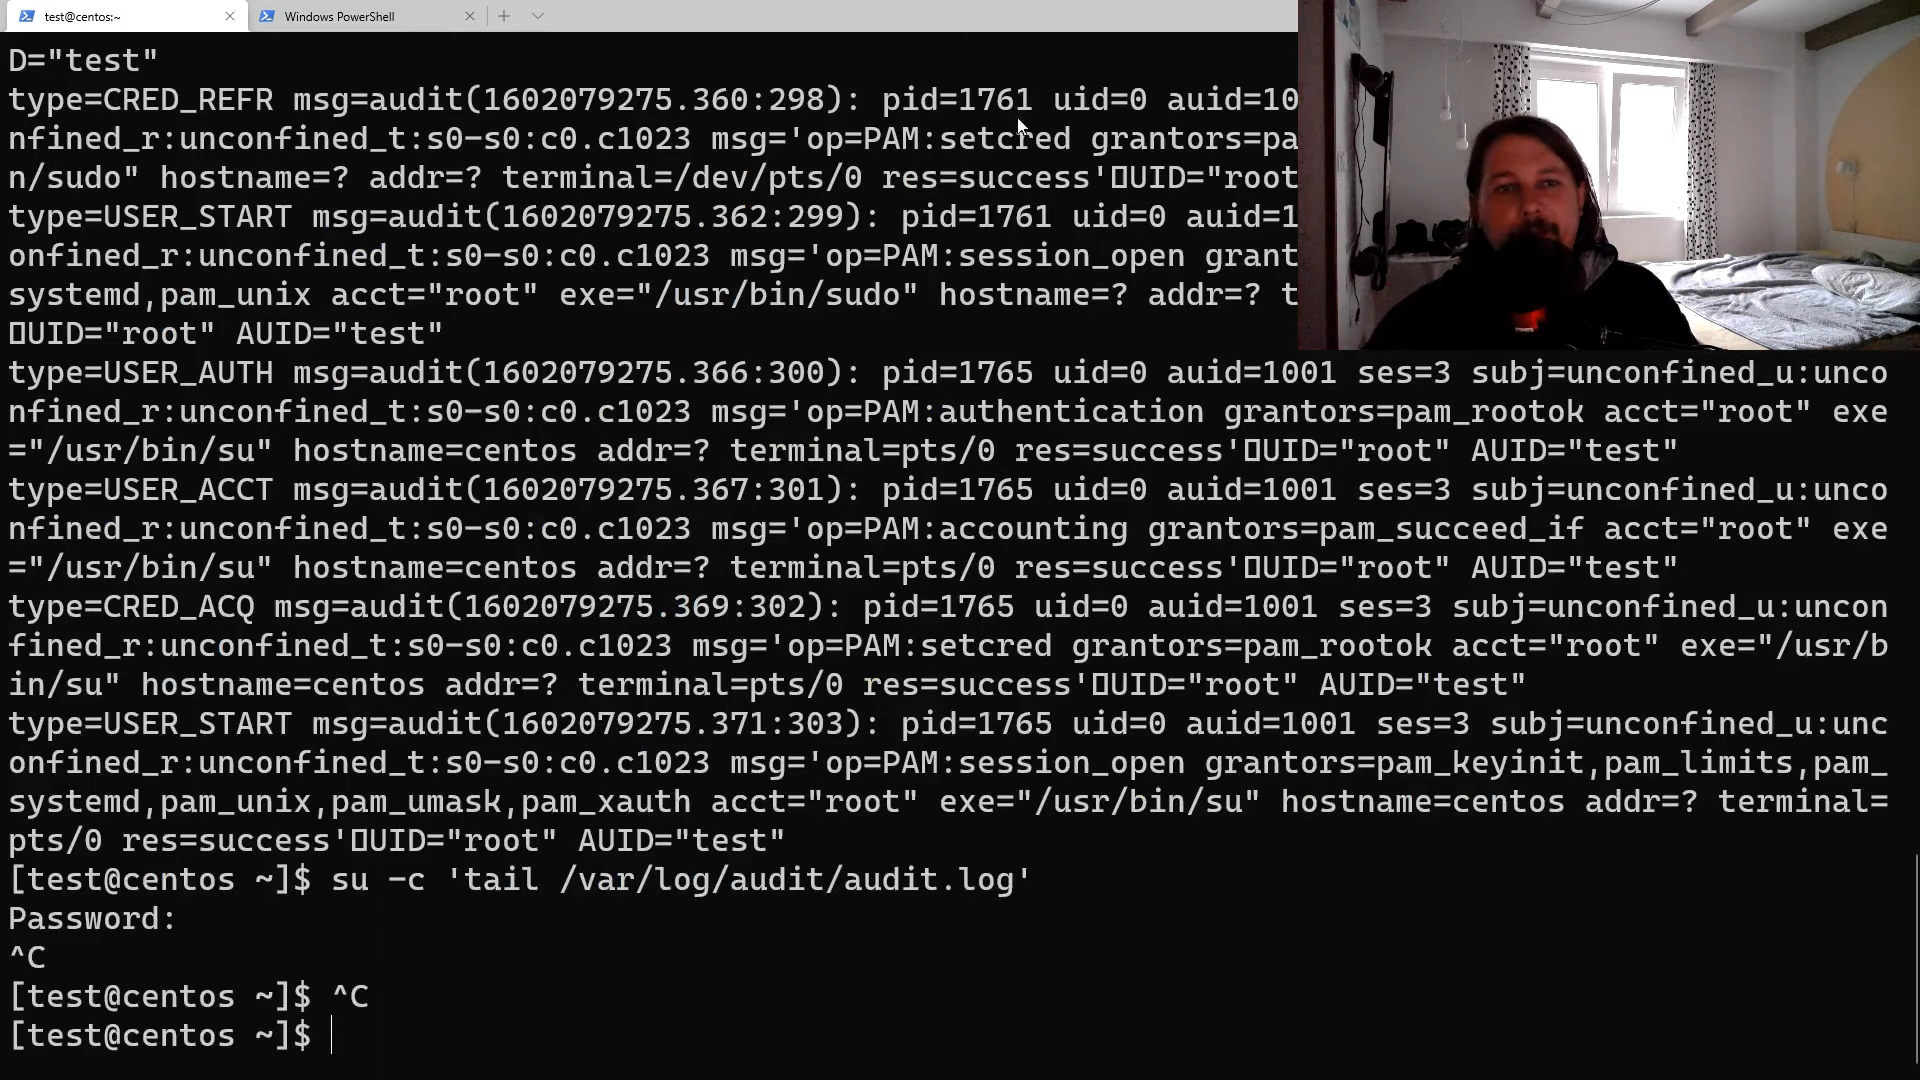 test@centos:~ Windows PowerShell
D="test"
type=CRED_REFR msg=audit(1602079275.360:298): pid=1761 uid=0 auid=10
nfined_r:unconfined_t:s0-s0:c0.c1023 msg='op=PAM:setcred grantors=pa
n/sudo" hostname=? addr=? terminal=/dev/pts/0 res=success'▯UID="root
type=USER_START msg=audit(1602079275.362:299): pid=1761 uid=0 auid=1
onfined_r:unconfined_t:s0-s0:c0.c1023 msg='op=PAM:session_open grant
systemd,pam_unix acct="root" exe="/usr/bin/sudo" hostname=? addr=? t
▯UID="root" AUID="test"
type=USER_AUTH msg=audit(1602079275.366:300): pid=1765 uid=0 auid=1001 ses=3 subj=unconfined_u:unco
nfined_r:unconfined_t:s0-s0:c0.c1023 msg='op=PAM:authentication grantors=pam_rootok acct="root" exe
="/usr/bin/su" hostname=centos addr=? terminal=pts/0 res=success'▯UID="root" AUID="test"
type=USER_ACCT msg=audit(1602079275.367:301): pid=1765 uid=0 auid=1001 ses=3 subj=unconfined_u:unco
nfined_r:unconfined_t:s0-s0:c0.c1023 msg='op=PAM:accounting grantors=pam_succeed_if acct="root" exe
="/usr/bin/su" hostname=centos addr=? terminal=pts/0 res=success'▯UID="root" AUID="test"
type=CRED_ACQ msg=audit(1602079275.369:302): pid=1765 uid=0 auid=1001 ses=3 subj=unconfined_u:uncon
fined_r:unconfined_t:s0-s0:c0.c1023 msg='op=PAM:setcred grantors=pam_rootok acct="root" exe="/usr/b
in/su" hostname=centos addr=? terminal=pts/0 res=success'▯UID="root" AUID="test"
type=USER_START msg=audit(1602079275.371:303): pid=1765 uid=0 auid=1001 ses=3 subj=unconfined_u:unc
onfined_r:unconfined_t:s0-s0:c0.c1023 msg='op=PAM:session_open grantors=pam_keyinit,pam_limits,pam_
systemd,pam_unix,pam_umask,pam_xauth acct="root" exe="/usr/bin/su" hostname=centos addr=? terminal=
pts/0 res=success'▯UID="root" AUID="test"
[test@centos ~]$ su -c 'tail /var/log/audit/audit.log'
Password:
^C
[test@centos ~]$ ^C
[test@centos ~]$